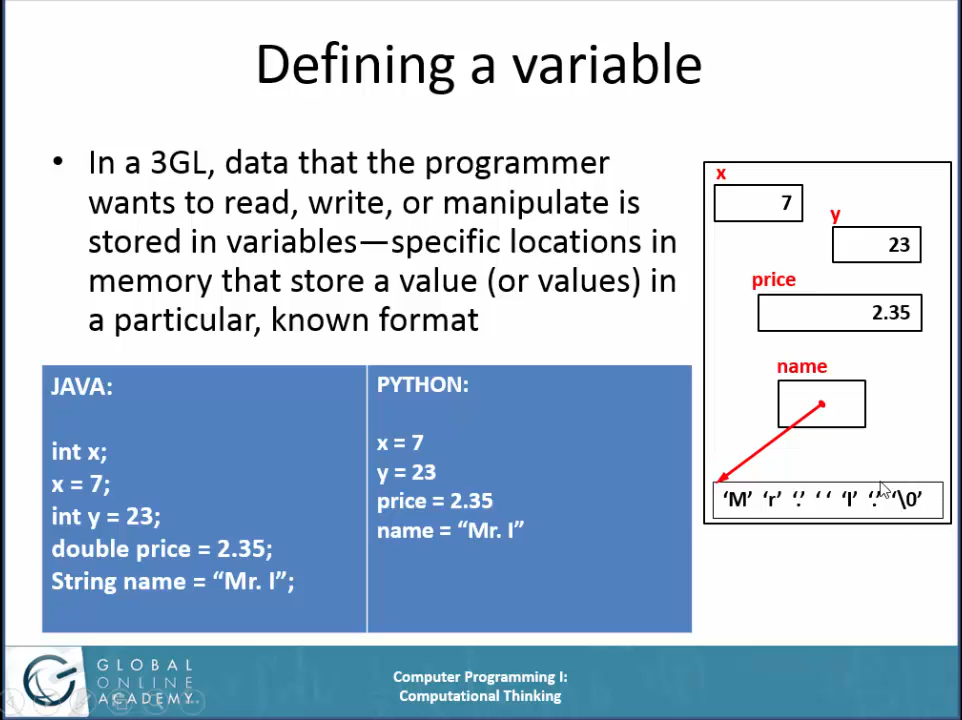 Defining a variable
• In a 3GL, data that the programmer
wants to read, write, or manipulate is
stored in variables—specific locations in
memory that store a value (or values) in
a particular, known format
JAVA:
int x;
x = 7;
int y = 23;
double price = 2.35;
String name = “Mr. I”;
PYTHON:
x = 7
y = 23
price = 2.35
name = “Mr. I”
x
7
y
23
price
2.35
name
‘M’ ‘r’ ‘.’ ‘ ‘ ‘I’ ‘.’ ‘\0’
GLOBAL
ONLINE
ACADEMY
Computer Programming I:
Computational Thinking